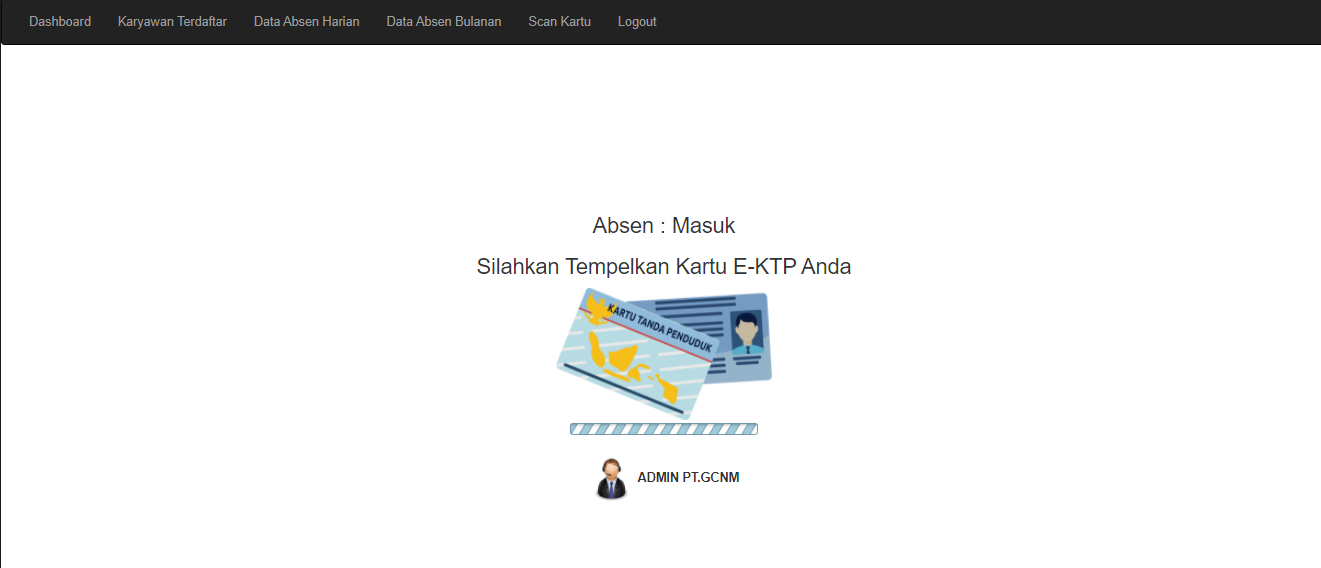 Dashboard Karyawan Terdaftar Data Absen Harian Data Absen Bulanan Scan Kartu Logout
Absen : Masuk
Silahkan Tempelkan Kartu E-KTP Anda
KARTU TANDA PENDUDUK
ADMIN PT.GCNM